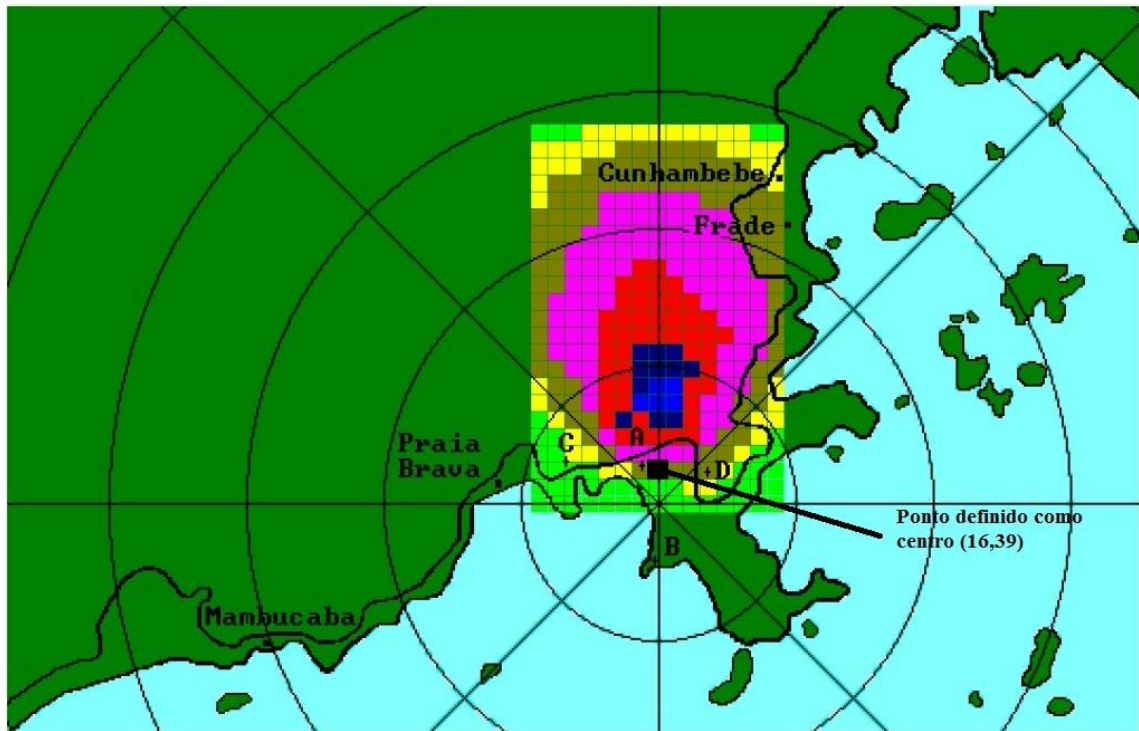 Cunhambebe
Frade
A
Praia
Brava
C
D
Ponto definido como
centro (16,39)
B
Mambucaba